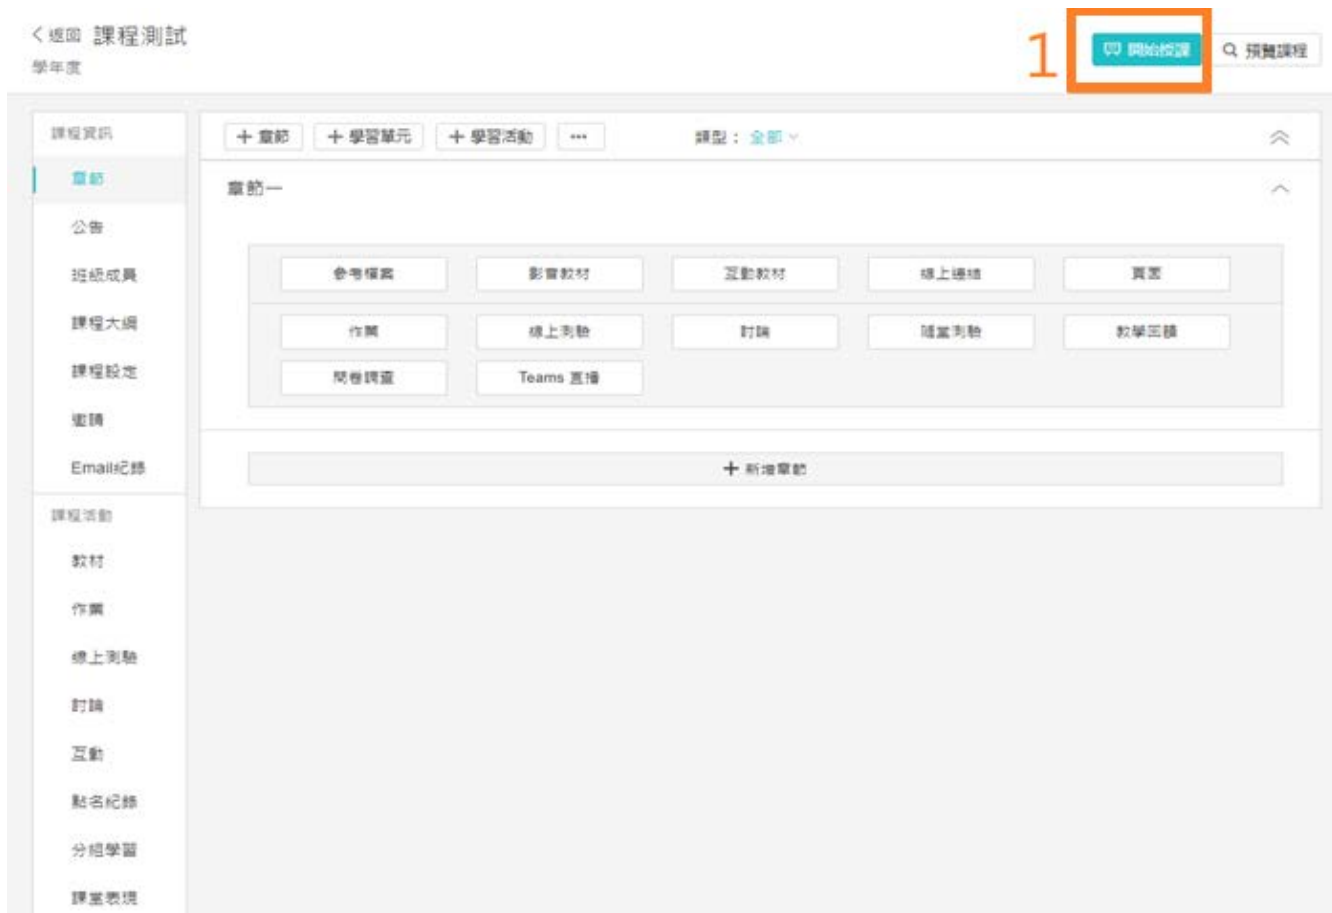 返回 課程測試
學年度
1
開始授課
預覽課程
課程資訊
章節
公告
班級成員
課程大綱
課程設定
邀請
Email紀錄
課程活動
教材
作業
線上測驗
討論
互動
點名紀錄
分組學習
課堂表現
+ 章節 + 學習單元 + 學習活動 ··· 類型：全部
章節一
參考檔案 影音教材 互動教材 線上連結 頁面
作業 線上測驗 討論 隨堂測驗 教學回饋
問卷調查 Teams 直播
+ 新增章節